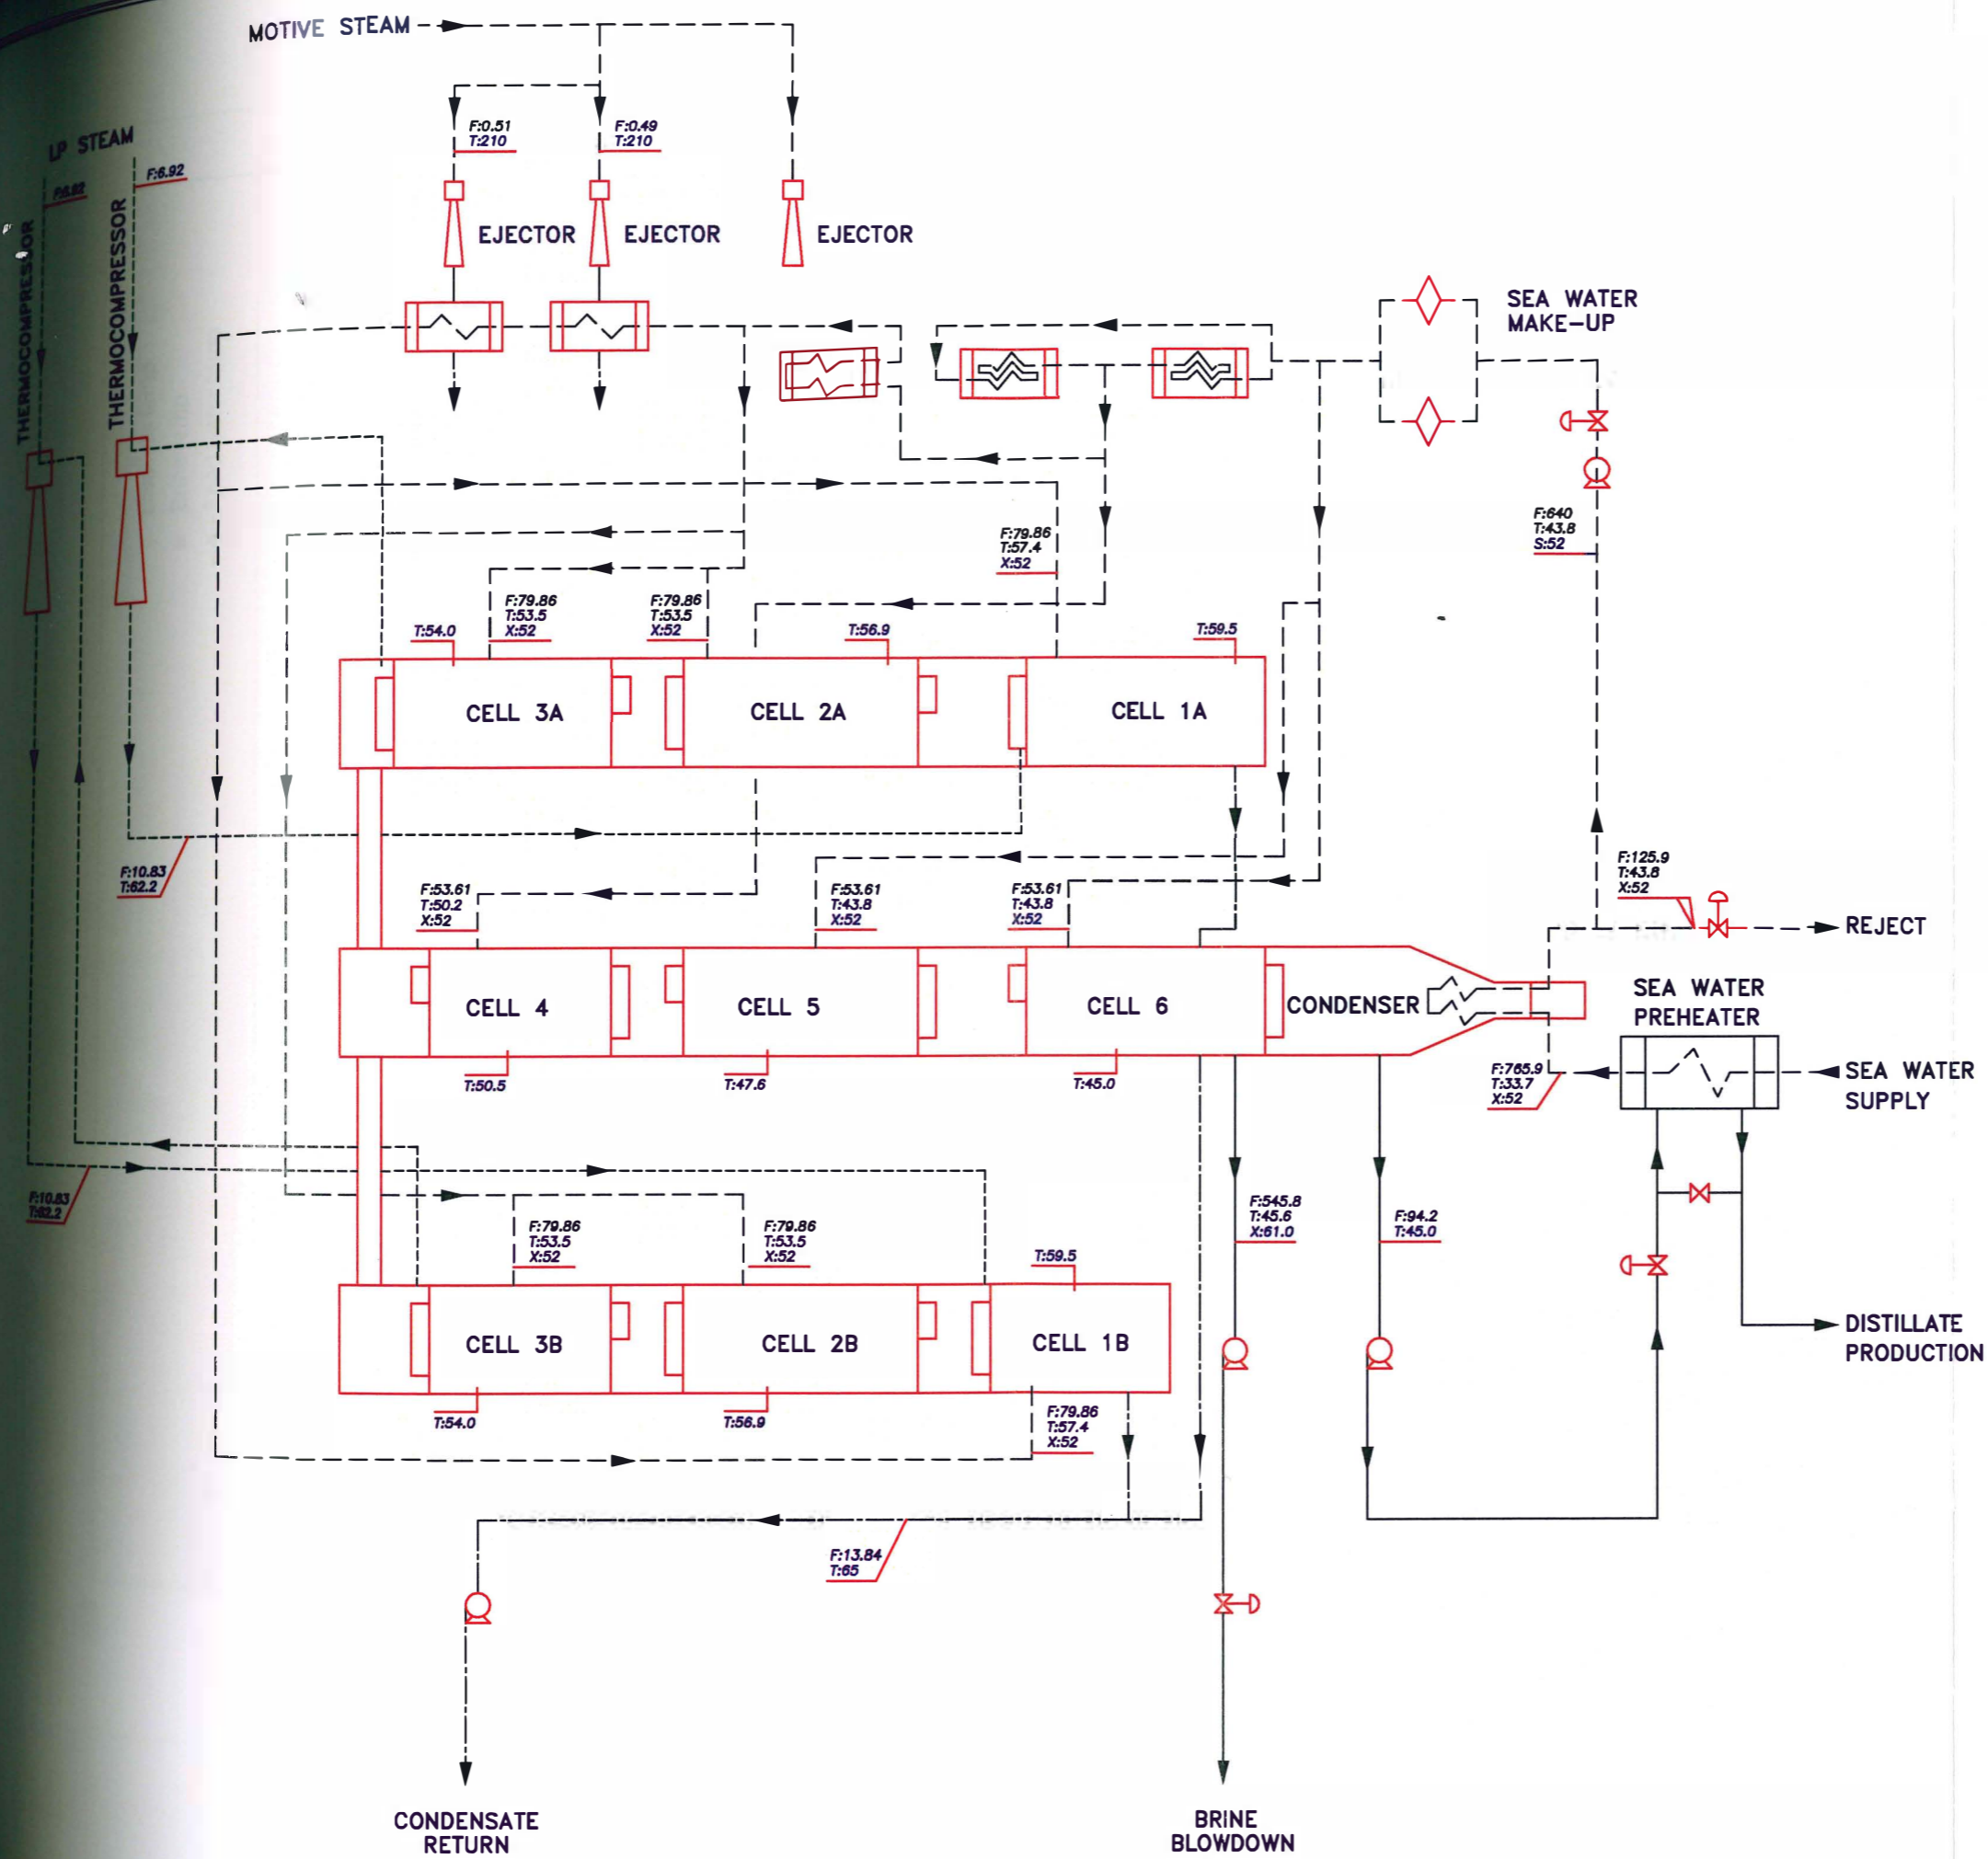 MOTIVE STEAM
F:0.51
T:210
F:0.49
T:210
LP STEAM
F:6.92
F:6.92
THERMOCOMPRESSOR
THERMOCOMPRESSOR
EJECTOR
EJECTOR
EJECTOR
SEA WATER
MAKE-UP
F:640
T:43.8
S:52
F:79.86
T:57.4
X:52
F:79.86
T:53.5
X:52
F:79.86
T:53.5
X:52
T:54.0
T:56.9
T:59.5
CELL 3A
CELL 2A
CELL 1A
F:10.83
T:62.2
F:53.61
T:50.2
X:52
F:53.61
T:43.8
X:52
F:53.61
T:43.8
X:52
F:125.9
T:43.8
X:52
REJECT
CELL 4
CELL 5
CELL 6
CONDENSER
SEA WATER
PREHEATER
T:50.5
T:47.6
T:45.0
F:765.9
T:33.7
X:52
SEA WATER
SUPPLY
F:10.83
T:62.2
F:79.86
T:53.5
X:52
F:79.86
T:53.5
X:52
T:59.5
F:545.8
T:45.6
X:61.0
F:94.2
T:45.0
CELL 3B
CELL 2B
CELL 1B
DISTILLATE
PRODUCTION
T:54.0
T:56.9
F:79.86
T:57.4
X:52
F:13.84
T:65
CONDENSATE
RETURN
BRINE
BLOWDOWN